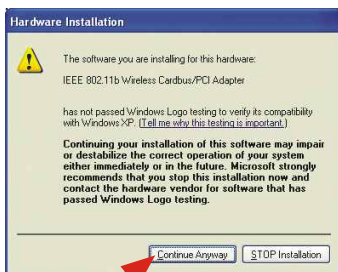 Hardware Installation
The software you are installing for this hardware:
IEEE 802.11b Wireless Cardbus/PCI Adapter
has not passed Windows Logo testing to verify its compatibility
with Windows XP. (Tell me why this testing is important.)
Continuing your installation of this software may impair
or destabilize the correct operation of your system
either immediately or in the future. Microsoft strongly
recommends that you stop this installation now and
contact the hardware vendor for software that has
passed Windows Logo testing.
Continue Anyway
STOP Installation